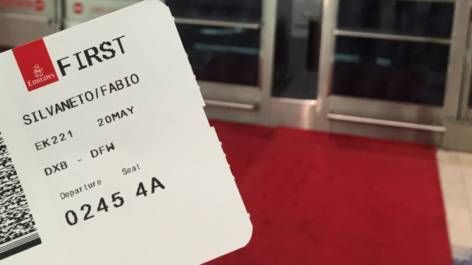 Emirates
FIRST
SILVANETO/FABIO
EK221 20MAY
DXB - DFW
Departure Seat
0245 4A